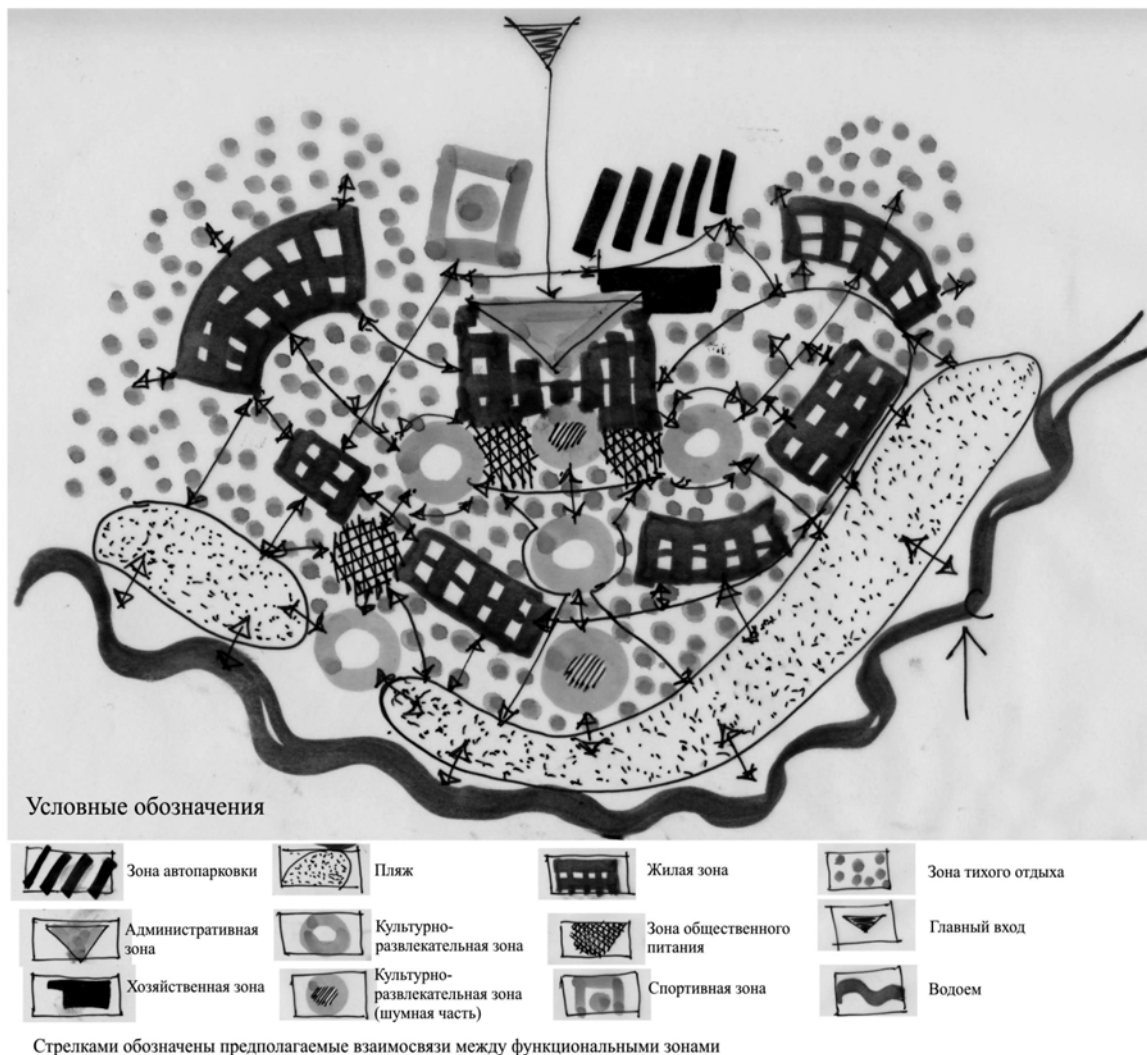 Условные обозначения
Зона автопарковки
Пляж
Жилая зона
Зона тихого отдыха
Административная
зона
Культурно-
развлекательная зона
Зона общественного
питания
Главный вход
Хозяйственная зона
Культурно-
развлекательная зона
(шумная часть)
Спортивная зона
Водоем
Стрелками обозначены предполагаемые взаимосвязи между функциональными зонами
С